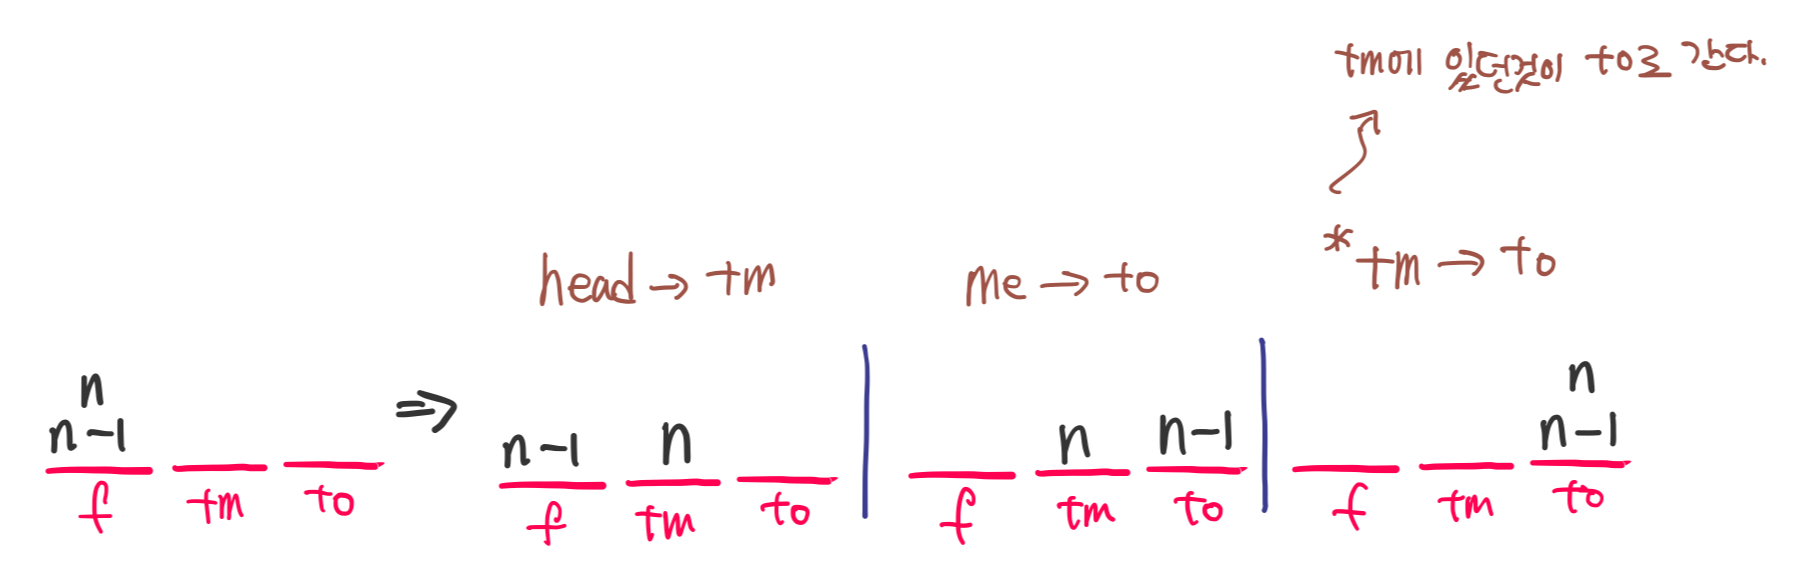 tm에 있던것이 to로 간다.
* tm → to
head → tm
me → to
n
n-1
f tm to
⇒
n-1 n
f tm to
n n-1
f tm to
n
n-1
f tm to